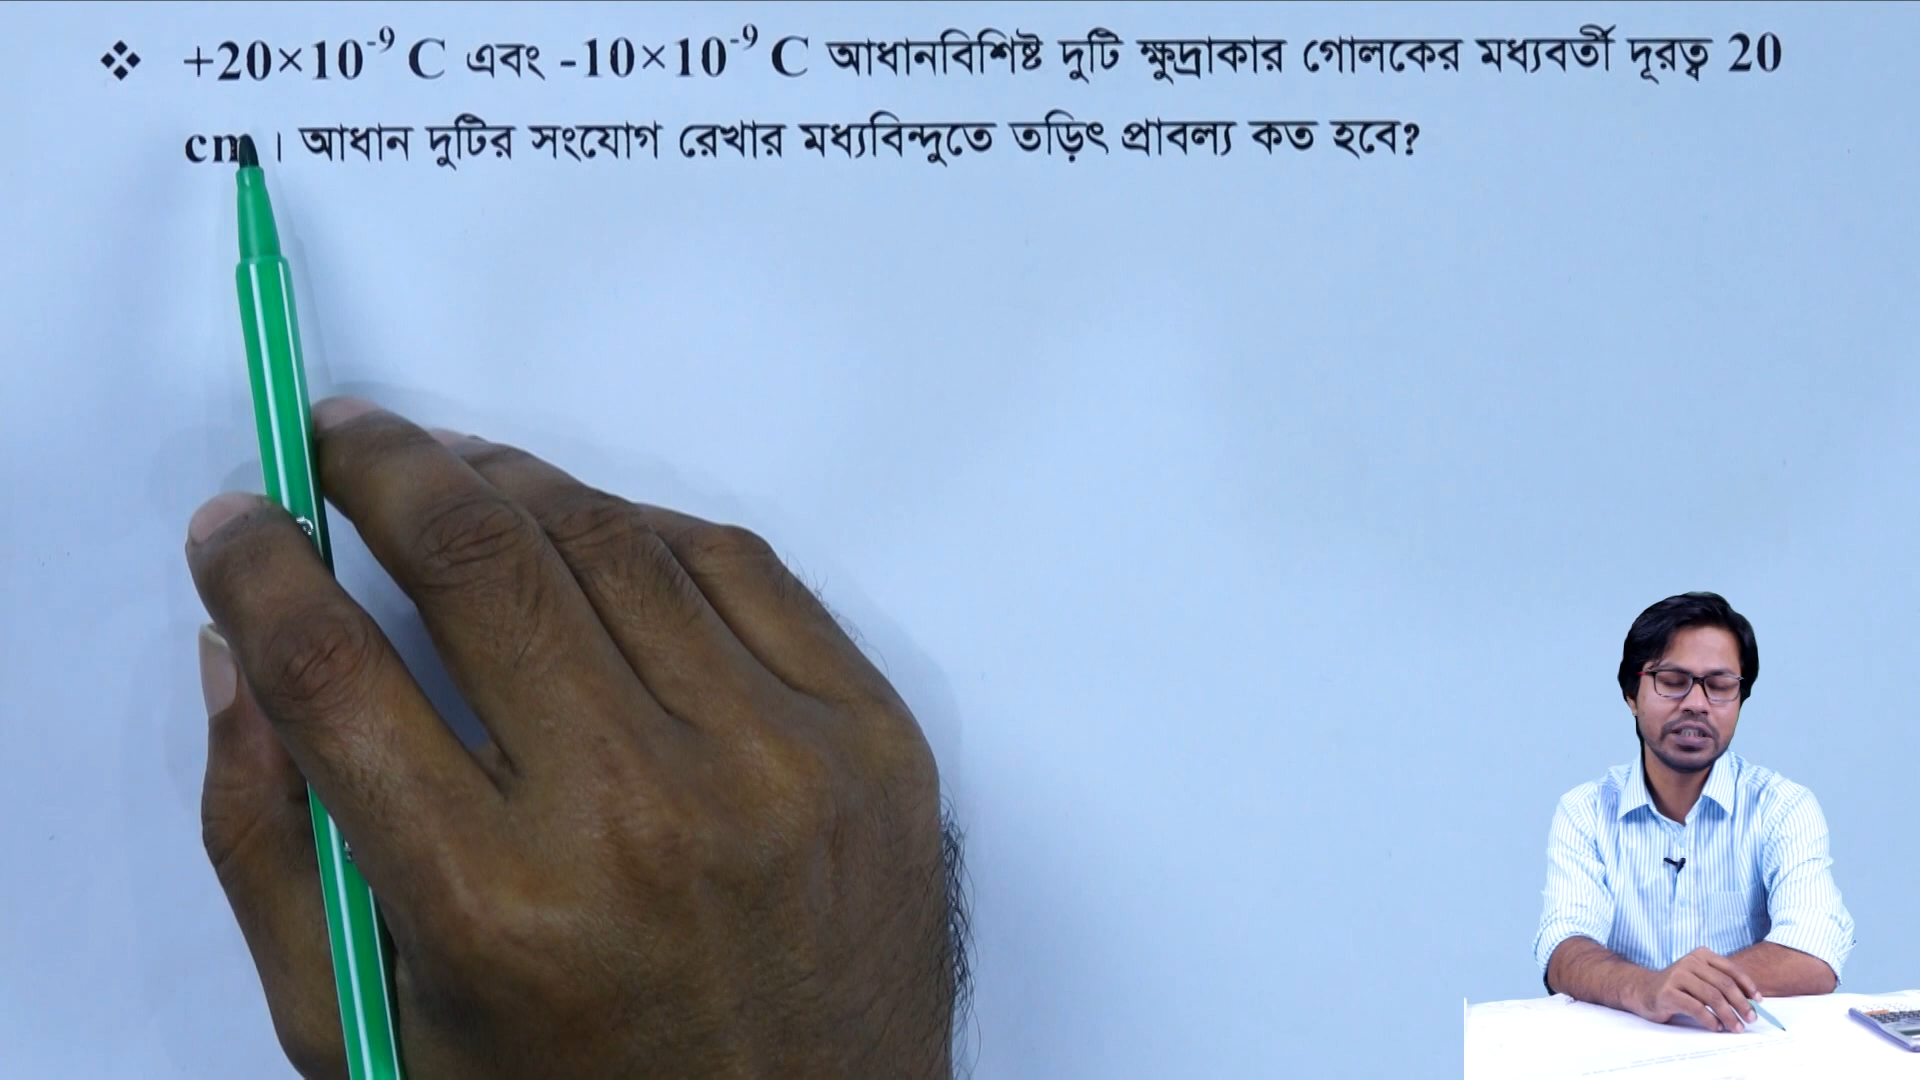 ❖ +20×10⁻⁹ C এবং -10×10⁻⁹ C আধানবিশিষ্ট দুটি ক্ষুদ্রাকার গোলকের মধ্যবর্তী দূরত্ব 20
cm। আধান দুটির সংযোগ রেখার মধ্যবিন্দুতে তড়িৎ প্রাবল্য কত হবে?